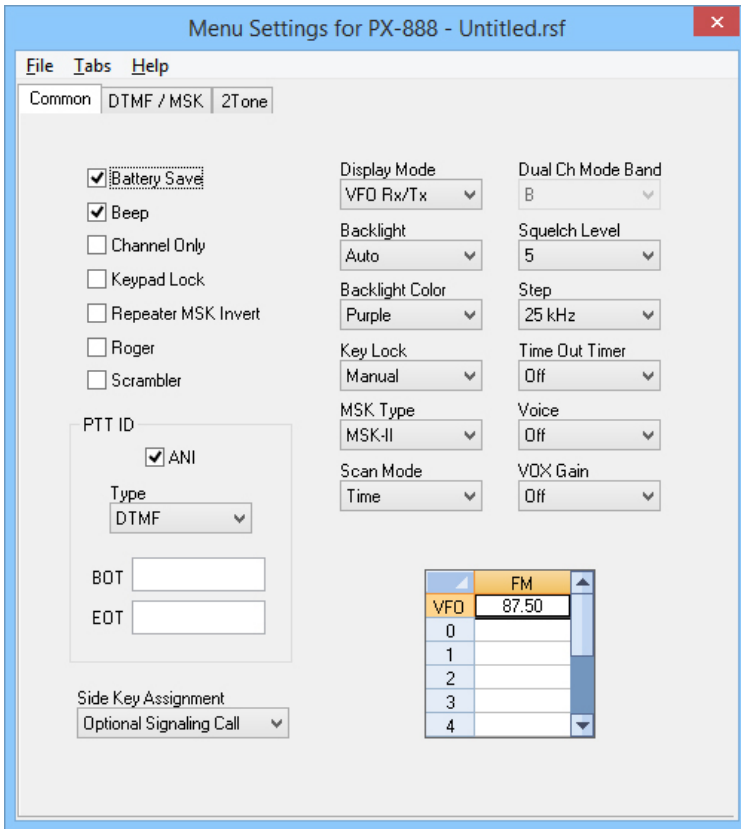 Menu Settings for PX-888 - Untitled.rsf
File Tabs Help
Common DTMF / MSK 2Tone
Battery Save
Beep
Channel Only
Keypad Lock
Repeater MSK Invert
Roger
Scrambler
PTT ID
ANI
Type
DTMF
BOT
EOT
Side Key Assignment
Optional Signaling Call
Display Mode
VFO Rx/Tx
Backlight
Auto
Backlight Color
Purple
Key Lock
Manual
MSK Type
MSK-II
Scan Mode
Time
Dual Ch Mode Band
B
Squelch Level
5
Step
25 kHz
Time Out Timer
Off
Voice
Off
VOX Gain
Off
FM
VFO 87.50
0
1
2
3
4